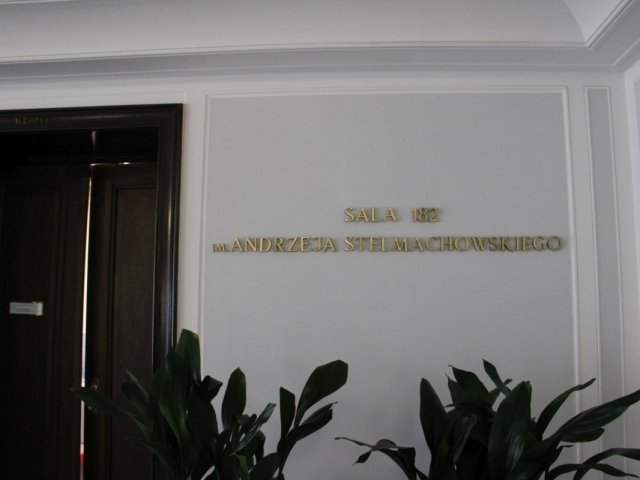 SALA 182
IM. ANDRZEJA STELMACHOWSKIEGO